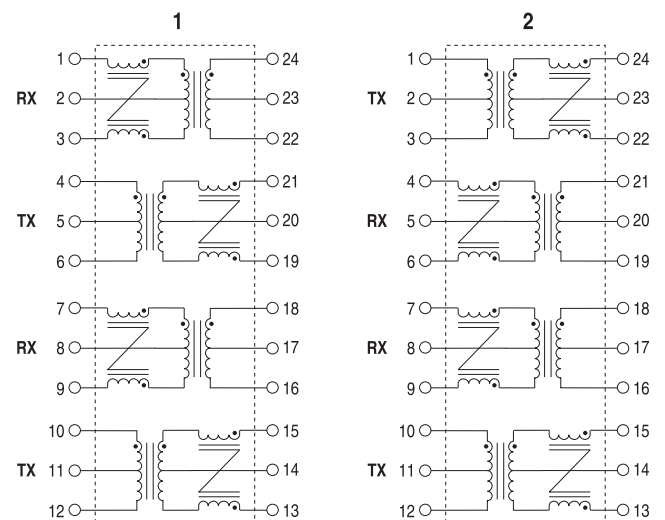 1 2
1 24 1 24
RX 2 23 TX 2 23
3 22 3 22
4 21 4 21
TX 5 20 RX 5 20
6 19 6 19
7 18 7 18
RX 8 17 RX 8 17
9 16 9 16
10 15 10 15
TX 11 14 TX 11 14
12 13 12 13